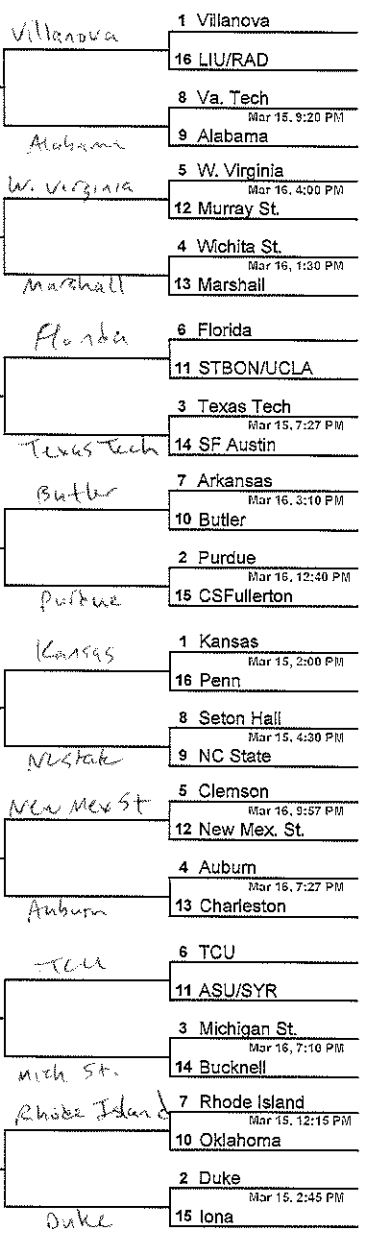 1 Villanova
Villanova
16 LIU/RAD
8 Va. Tech
Mar 15, 9:20 PM
Alabama
9 Alabama
5 W. Virginia
W. Virginia
Mar 16, 4:00 PM
12 Murray St.
4 Wichita St.
Mar 16, 1:30 PM
Marshall
13 Marshall
6 Florida
Florida
11 STBON/UCLA
3 Texas Tech
Mar 15, 7:27 PM
Texas Tech
14 SF Austin
7 Arkansas
Butler
Mar 16, 3:10 PM
10 Butler
2 Purdue
Mar 16, 12:40 PM
Purdue
15 CSFullerton
1 Kansas
Kansas
Mar 15, 2:00 PM
16 Penn
8 Seton Hall
Mar 15, 4:30 PM
NC State
9 NC State
5 Clemson
New Mex St
Mar 16, 9:57 PM
12 New Mex. St.
4 Auburn
Mar 16, 7:27 PM
Auburn
13 Charleston
6 TCU
TCU
11 ASU/SYR
3 Michigan St.
Mar 16, 7:10 PM
Mich St.
14 Bucknell
7 Rhode Island
Rhode Island
Mar 15, 12:15 PM
10 Oklahoma
2 Duke
Mar 15, 2:45 PM
Duke
15 Iona